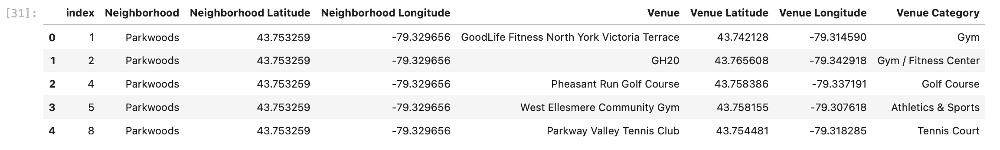 [31]: index Neighborhood Neighborhood Latitude Neighborhood Longitude Venue Venue Latitude Venue Longitude Venue Category
0 1 Parkwoods 43.753259 -79.329656 GoodLife Fitness North York Victoria Terrace 43.742128 -79.314590 Gym
1 2 Parkwoods 43.753259 -79.329656 GH20 43.765608 -79.342918 Gym / Fitness Center
2 4 Parkwoods 43.753259 -79.329656 Pheasant Run Golf Course 43.758386 -79.337191 Golf Course
3 5 Parkwoods 43.753259 -79.329656 West Ellesmere Community Gym 43.758155 -79.307618 Athletics & Sports
4 8 Parkwoods 43.753259 -79.329656 Parkway Valley Tennis Club 43.754481 -79.318285 Tennis Court